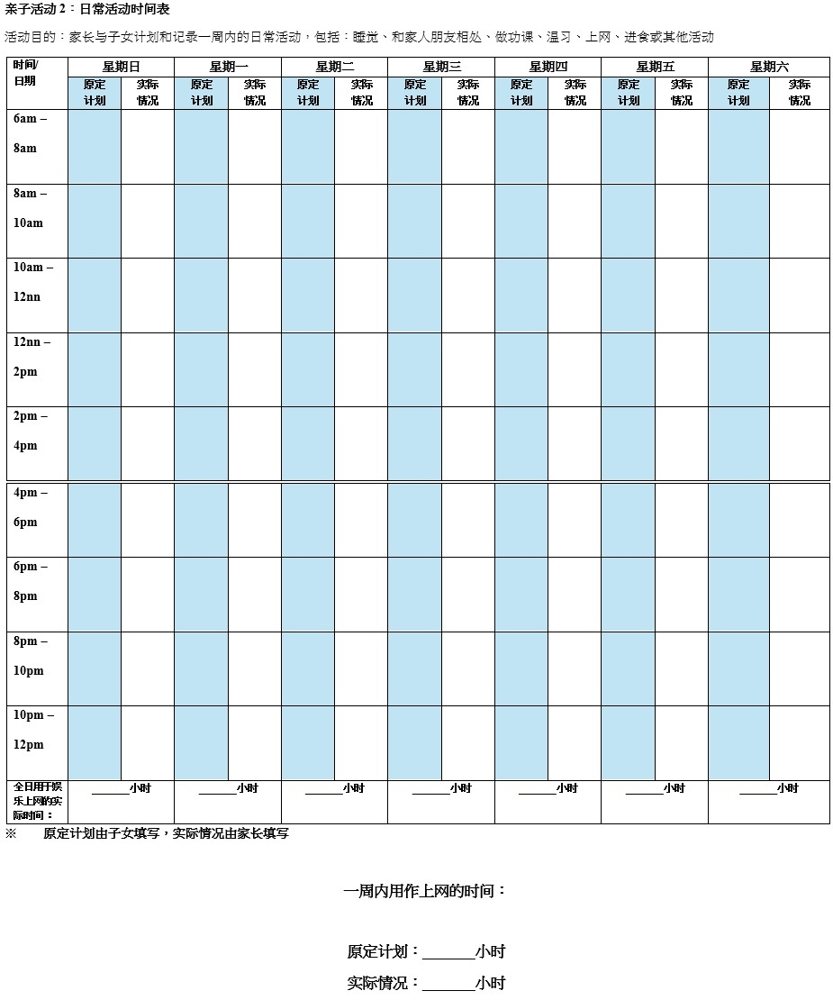 亲子活动 2：日常活动时间表
活动目的：家长与子女计划和记录一周内的日常活动，包括：睡觉、和家人朋友相处、做功课、温习、上网、进食或其他活动
时间/ 星期日 星期一 星期二 星期三 星期四 星期五 星期六
日期 原定 实际 原定 实际 原定 实际 原定 实际 原定 实际 原定 实际 原定 实际
计划 情况 计划 情况 计划 情况 计划 情况 计划 情况 计划 情况 计划 情况
6am –
8am
8am –
10am
10am –
12nn
12nn –
2pm
2pm –
4pm
4pm –
6pm
6pm –
8pm
8pm –
10pm
10pm –
12pm
全日用于娱 ______小时 ______小时 ______小时 ______小时 ______小时 ______小时 ______小时
乐上网的实
际时间：
※ 原定计划由子女填写，实际情况由家长填写
一周内用作上网的时间：
原定计划：_______小时
实际情况：_______小时